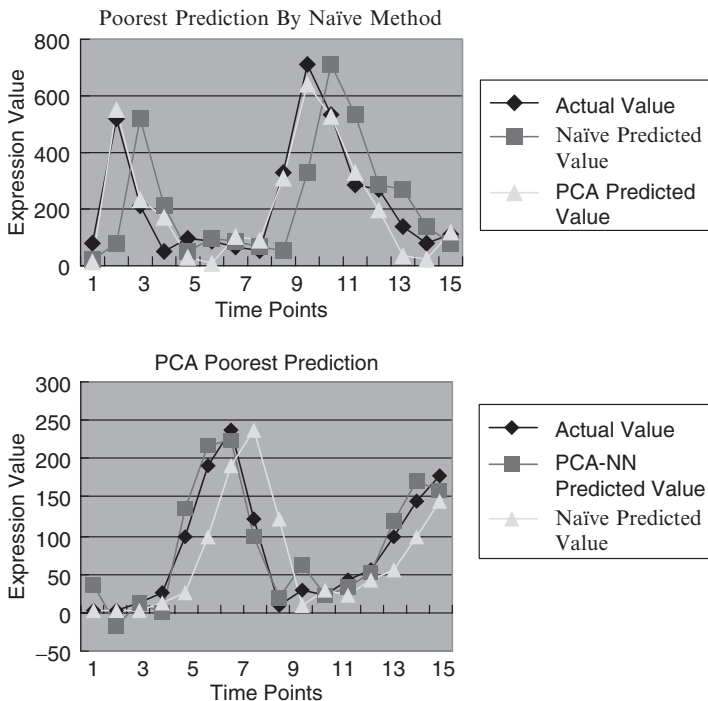 Poorest Prediction By Naïve Method
800
600
400
200
0
Expression Value
1 3 5 7 9 11 13 15
Time Points
Actual Value
Naïve Predicted
Value
PCA Predicted
Value
PCA Poorest Prediction
300
250
200
150
100
50
0
–50
Expression Value
1 3 5 7 9 11 13 15
Time Points
Actual Value
PCA-NN
Predicted Value
Naïve Predicted
Value